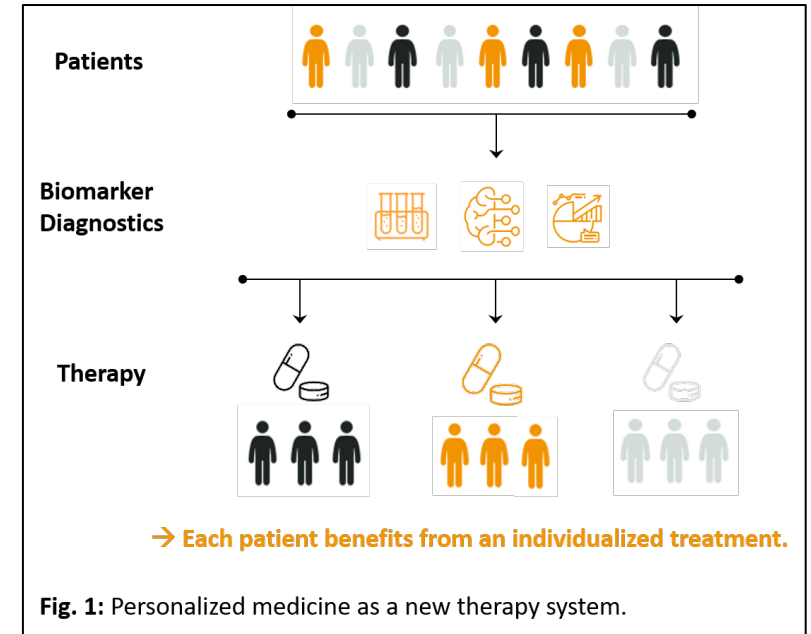 Patients
Biomarker
Diagnostics
Therapy
→ Each patient benefits from an individualized treatment.
Fig. 1: Personalized medicine as a new therapy system.